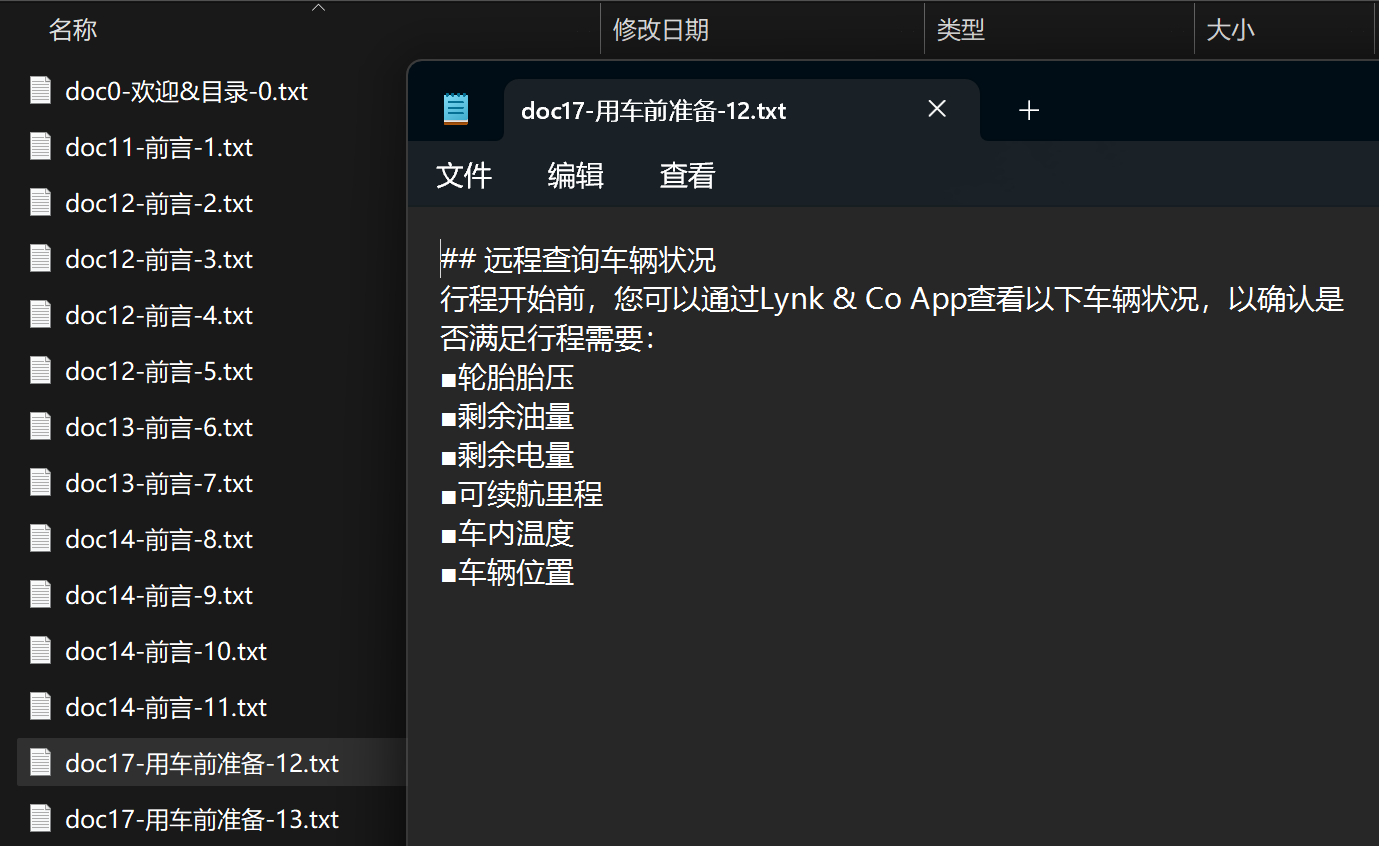 名称
修改日期
类型
大小
doc0-欢迎&目录-0.txt
doc11-前言-1.txt
doc12-前言-2.txt
doc12-前言-3.txt
doc12-前言-4.txt
doc12-前言-5.txt
doc13-前言-6.txt
doc13-前言-7.txt
doc14-前言-8.txt
doc14-前言-9.txt
doc14-前言-10.txt
doc14-前言-11.txt
doc17-用车前准备-12.txt
doc17-用车前准备-13.txt
doc17-用车前准备-12.txt
文件
编辑
查看
## 远程查询车辆状况
行程开始前，您可以通过Lynk & Co App查看以下车辆状况，以确认是
否满足行程需要：
■轮胎胎压
■剩余油量
■剩余电量
■可续航里程
■车内温度
■车辆位置